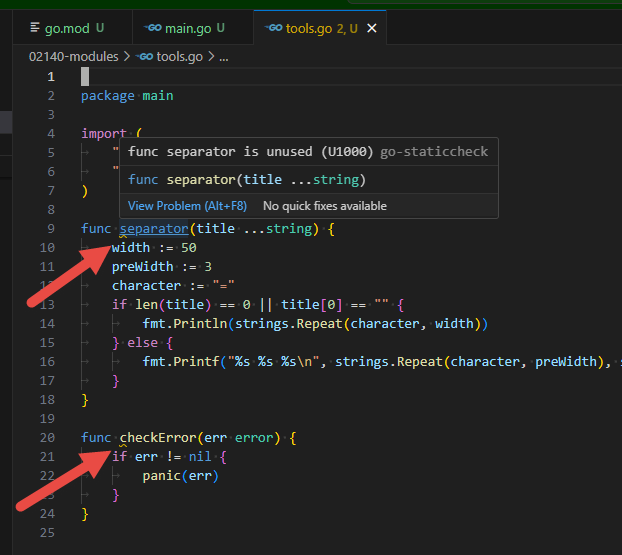 go.mod U
main.go U
tools.go 2, U
02140-modules > tools.go > ...
1
2 package main
3
4 import (
5 "
6 "
7 )
func separator is unused (U1000) go-staticcheck
func separator(title ...string)
View Problem (Alt+F8) No quick fixes available
8
9 func separator(title ...string) {
10 width := 50
11 preWidth := 3
12 character := "="
13 if len(title) == 0 || title[0] == "" {
14 fmt.Println(strings.Repeat(character, width))
15 } else {
16 fmt.Printf("%s %s %s\n", strings.Repeat(character, preWidth), s
17 }
18 }
19
20 func checkError(err error) {
21 if err != nil {
22 panic(err)
}
24 }
25